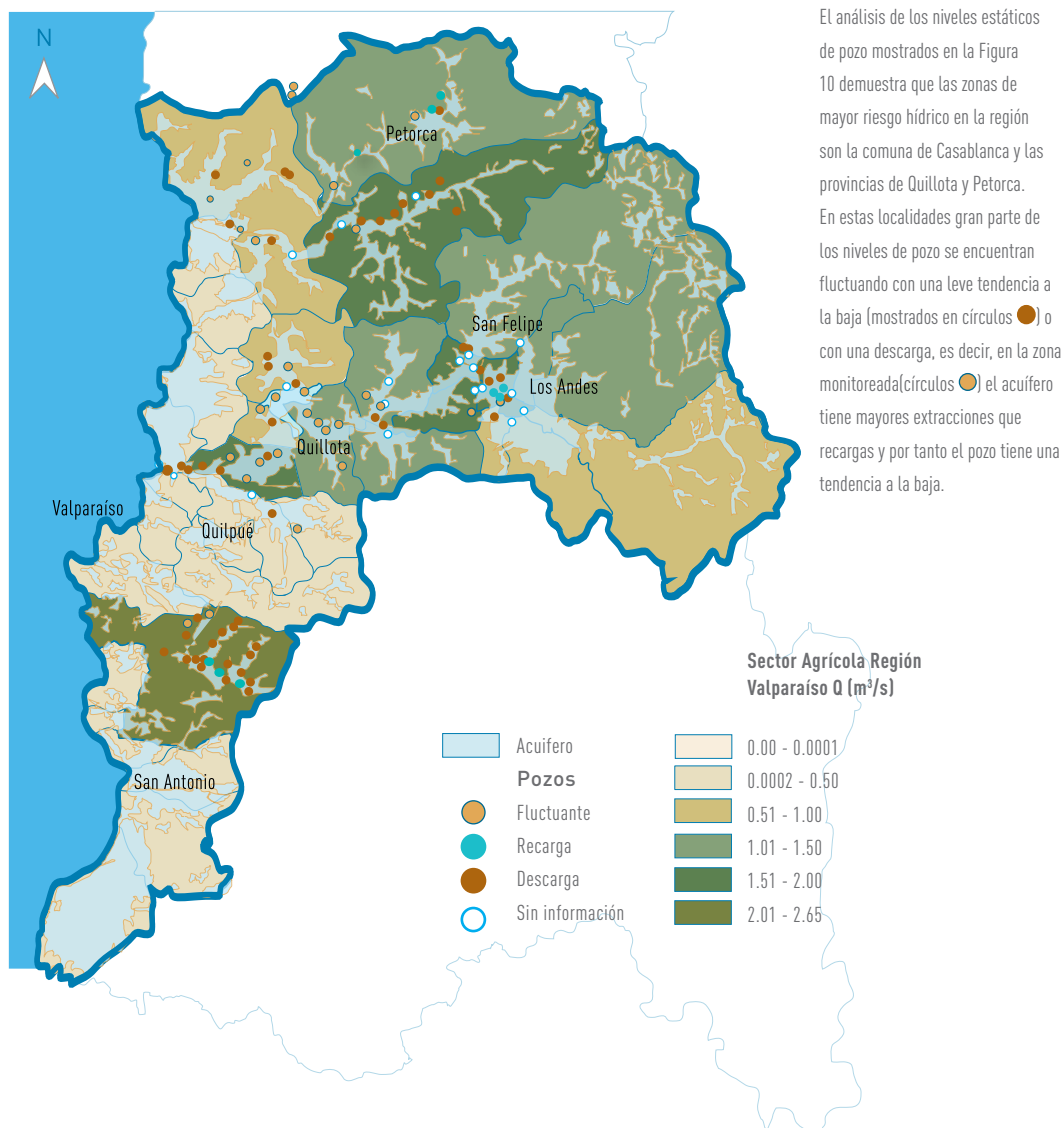 N
El análisis de los niveles estáticos
de pozo mostrados en la Figura
10 demuestra que las zonas de
mayor riesgo hídrico en la región
son la comuna de Casablanca y las
provincias de Quillota y Petorca.
En estas localidades gran parte de
los niveles de pozo se encuentran
fluctuando con una leve tendencia a
la baja (mostrados en círculos ) o
con una descarga, es decir, en la zona
monitoreada(círculos ) el acuífero
tiene mayores extracciones que
recargas y por tanto el pozo tiene una
tendencia a la baja.
Petorca
San Felipe
Los Andes
Quillota
Valparaíso
Quilpué
San Antonio
Sector Agrícola Región
Valparaíso Q (m³/s)
Acuifero
Pozos
Fluctuante
Recarga
Descarga
Sin información
0.00 - 0.0001
0.0002 - 0.50
0.51 - 1.00
1.01 - 1.50
1.51 - 2.00
2.01 - 2.65